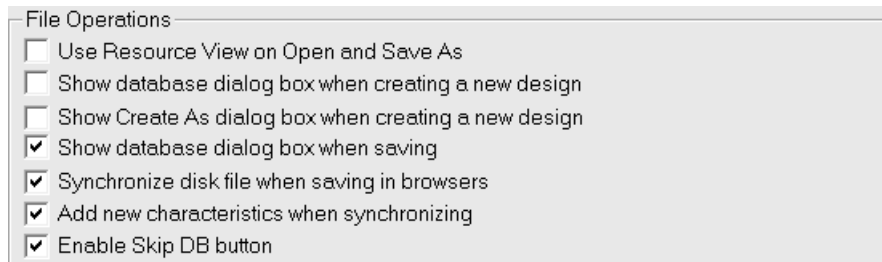 File Operations
Use Resource View on Open and Save As
Show database dialog box when creating a new design
Show Create As dialog box when creating a new design
Show database dialog box when saving
Synchronize disk file when saving in browsers
Add new characteristics when synchronizing
Enable Skip DB button